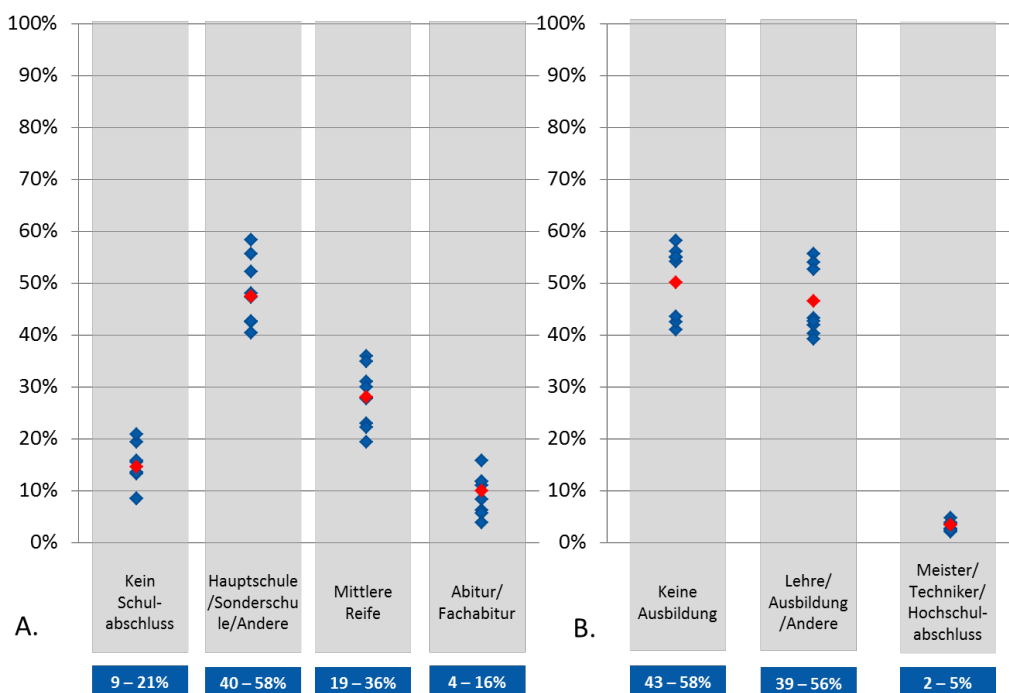 100%
90%
80%
70%
60%
50%
40%
30%
20%
10%
0%
Kein
Schul-
abschluss
Hauptschule
/Sonderschu
le/Andere
Mittlere
Reife
Abitur/
Fachabitur
A.
9 – 21%
40 – 58%
19 – 36%
4 – 16%
100%
90%
80%
70%
60%
50%
40%
30%
20%
10%
0%
Keine
Ausbildung
Lehre/
Ausbildung
/Andere
Meister/
Techniker/
Hochschul-
abschluss
B.
43 – 58%
39 – 56%
2 – 5%